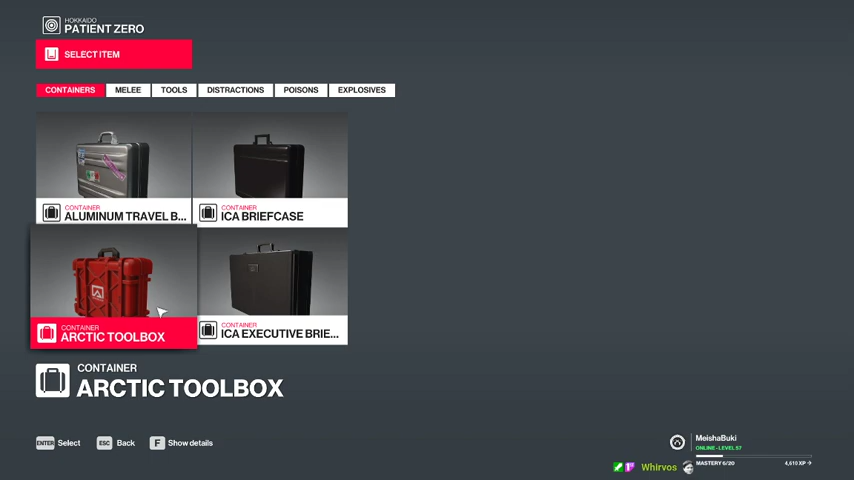 HOKKAIDO
PATIENT ZERO
SELECT ITEM
CONTAINERS MELEE TOOLS DISTRACTIONS POISONS EXPLOSIVES
CONTAINER
ALUMINUM TRAVEL B...
CONTAINER
ICA BRIEFCASE
CONTAINER
ARCTIC TOOLBOX
CONTAINER
ICA EXECUTIVE BRIE...
CONTAINER
ARCTIC TOOLBOX
ENTER Select ESC Back F Show details
MeishaBuki
ONLINE - LEVEL 57
MASTERY 6/20 4,610 XP
Whirvos